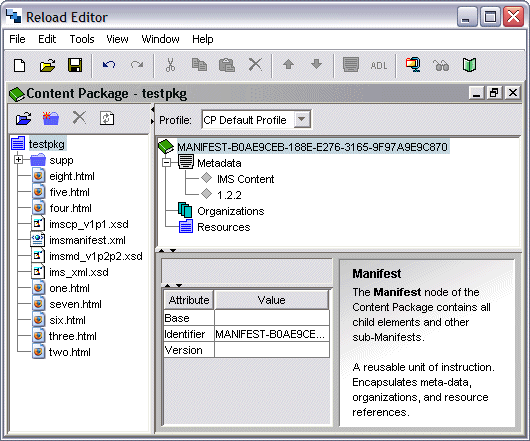 Reload Editor
File Edit Tools View Window Help
ADL
Content Package - testpkg
Profile: CP Default Profile
testpkg
supp
eight.html
five.html
four.html
imscp_v1p1.xsd
imsmanifest.xml
imsmd_v1p2p2.xsd
ims_xml.xsd
one.html
seven.html
six.html
three.html
two.html
MANIFEST-B0AE9CEB-188E-E276-3165-9F97A9E9C870
Metadata
IMS Content
1.2.2
Organizations
Resources
Attribute Value
Base
Identifier MANIFEST-B0AE9CE...
Version
Manifest
The Manifest node of the
Content Package contains all
child elements and other
sub-Manifests.
A reusable unit of instruction.
Encapsulates meta-data,
organizations, and resource
references.